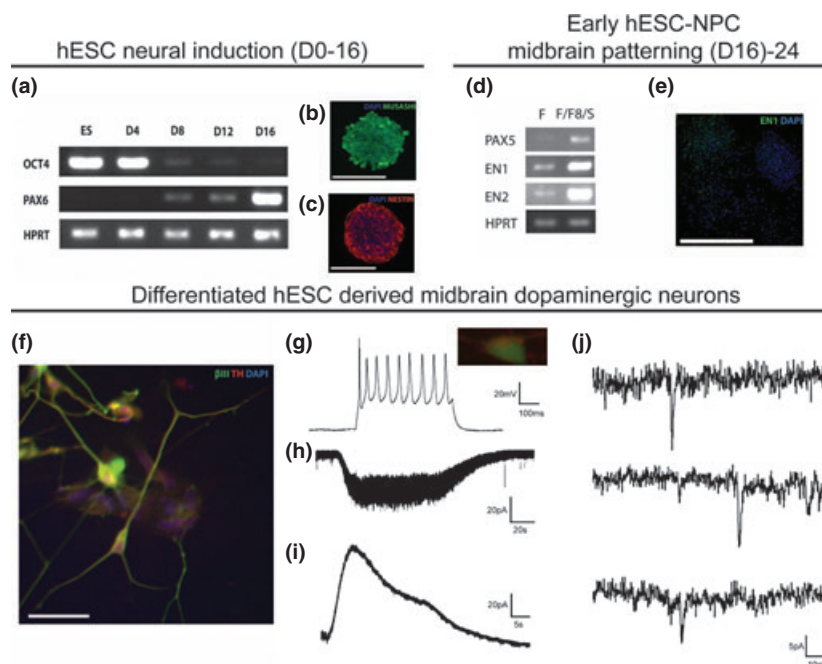 hESC neural induction (D0-16)
Early hESC-NPC
midbrain patterning (D16)-24
(a)
ES D4 D8 D12 D16
OCT4
PAX6
HPRT
(b)
DAPI MUSASHI
(c)
DAPI NESTIN
(d)
F F/F8/S
PAX5
EN1
EN2
HPRT
(e)
EN1 DAPI
Differentiated hESC derived midbrain dopaminergic neurons
(f)
βIII TH DAPI
(g)
20mV
100ms
(h)
20pA
20s
(i)
20pA
5s
(j)
5pA